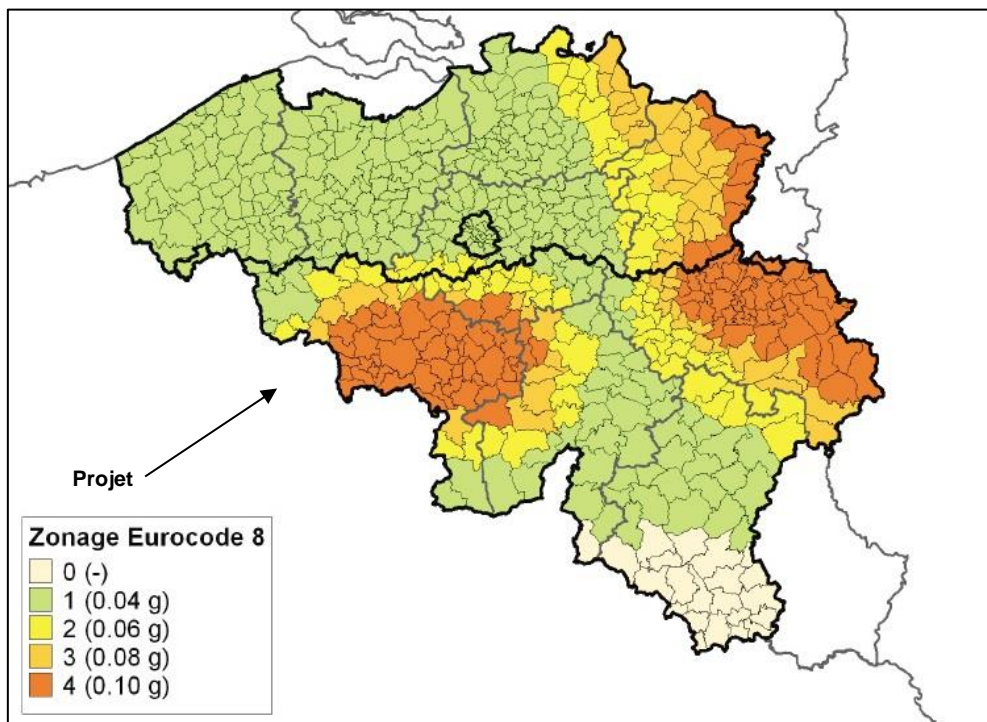 Projet
Zonage Eurocode 8
0 (-)
1 (0.04 g)
2 (0.06 g)
3 (0.08 g)
4 (0.10 g)